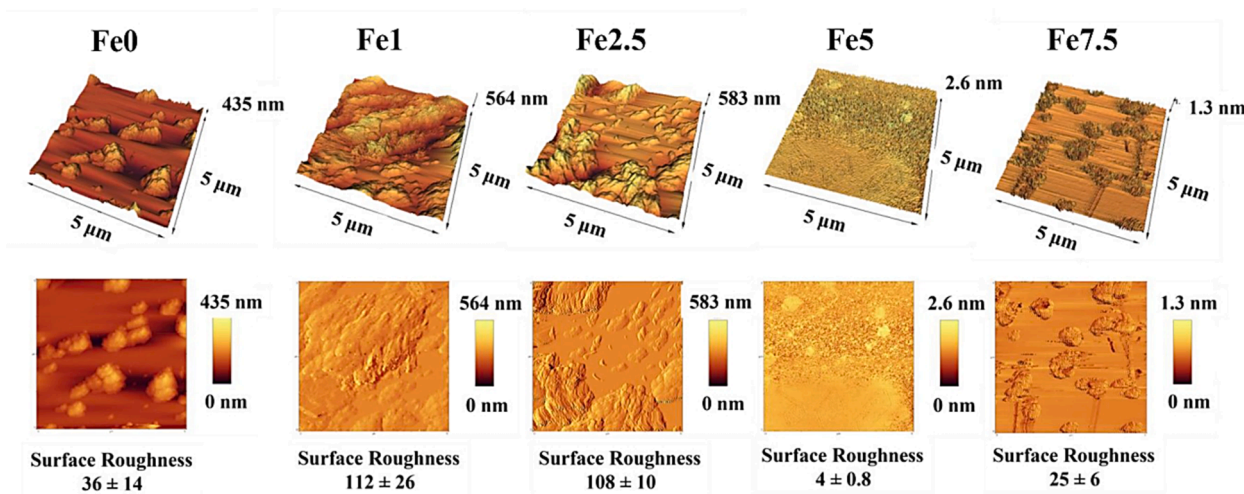 Fe0
Fe1
Fe2.5
Fe5
Fe7.5
435 nm
5 µm
5 µm
564 nm
5 µm
5 µm
583 nm
5 µm
5 µm
2.6 nm
5 µm
5 µm
1.3 nm
5 µm
5 µm
435 nm
0 nm
564 nm
0 nm
583 nm
0 nm
2.6 nm
0 nm
1.3 nm
0 nm
Surface Roughness
36 ± 14
Surface Roughness
112 ± 26
Surface Roughness
108 ± 10
Surface Roughness
4 ± 0.8
Surface Roughness
25 ± 6